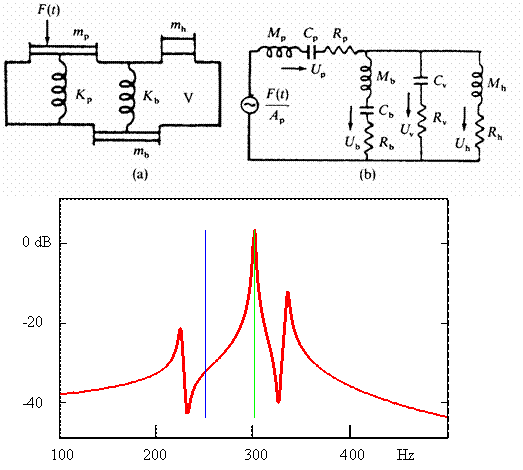 F(t)
m_p
m_h
K_p
K_b
V
m_b
(a)
M_p C_p R_p
U_p
F(t)
A_p
M_b
C_b
U_b R_b
C_v
U_v R_v
M_h
U_h R_h
(b)
0 dB
-20
-40
100 200 300 400 Hz